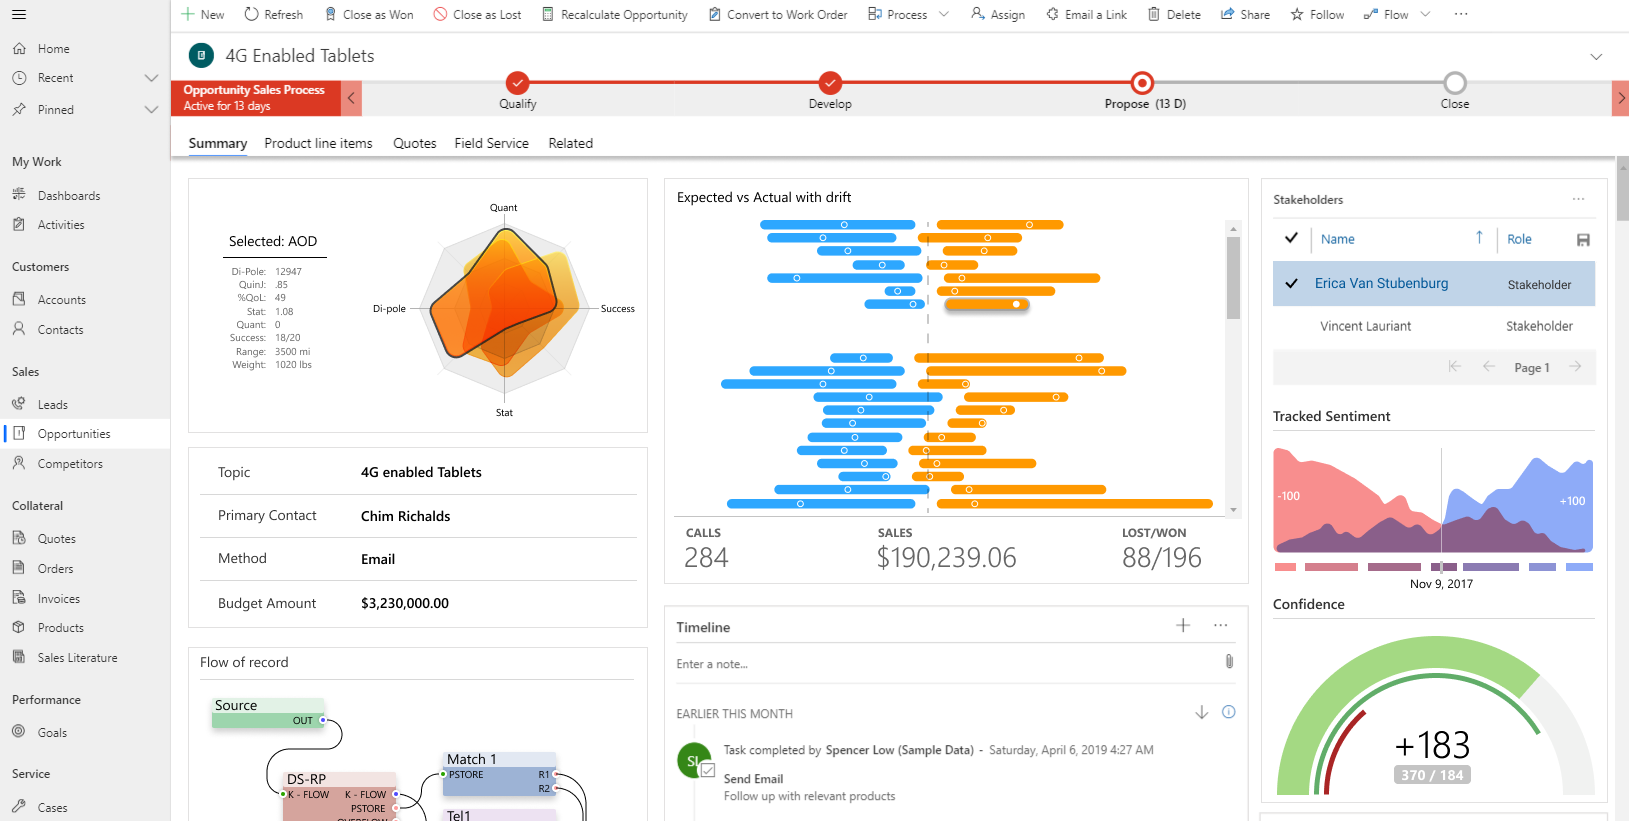 New
Refresh
Close as Won
Close as Lost
Recalculate Opportunity
Convert to Work Order
Process
Assign
Email a Link
Delete
Share
Follow
Flow
Home
Recent
Pinned
My Work
Dashboards
Activities
Customers
Accounts
Contacts
Sales
Leads
Opportunities
Competitors
Collateral
Quotes
Orders
Invoices
Products
Sales Literature
Performance
Goals
Service
Cases
4G Enabled Tablets
Opportunity Sales Process
Active for 13 days
Qualify
Develop
Propose (13 D)
Close
Summary
Product line items
Quotes
Field Service
Related
Selected: AOD
Di-Pole: 12947
QuinJ: .85
%QoL: 49
Stat: 1.08
Quant: 0
Success: 18/20
Range: 3500 mi
Weight: 1020 lbs
Quant
Di-pole
Success
Stat
Topic 4G enabled Tablets
Primary Contact Chim Richalds
Method Email
Budget Amount $3,230,000.00
Flow of record
Source
OUT
DS-RP
K - FLOW K - FLOW
PSTORE
OVERFLOW
Match 1
PSTORE R1
R2
Tel1
Expected vs Actual with drift
CALLS
284
SALES
$190,239.06
LOST/WON
88/196
Timeline
Enter a note...
EARLIER THIS MONTH
SL
Task completed by Spencer Low (Sample Data) - Saturday, April 6, 2019 4:27 AM
Send Email
Follow up with relevant products
Stakeholders
Name
Role
Erica Van Stubenburg Stakeholder
Vincent Lauriant Stakeholder
Page 1
Tracked Sentiment
-100
+100
Nov 9, 2017
Confidence
+183
370 / 184